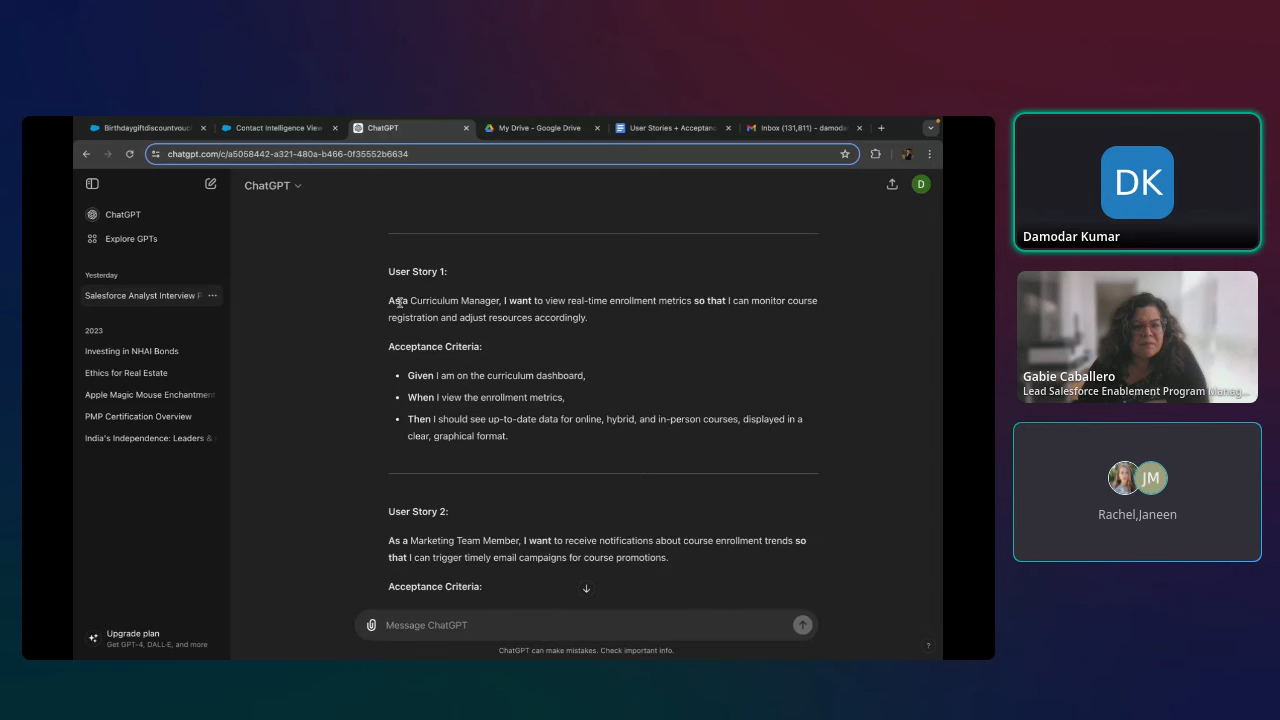 Birthdaygiftdiscountvouc
Contact Intelligence View
ChatGPT
My Drive - Google Drive
User Stories + Acceptanc
Inbox (131,811) - damoda
chatgpt.com/c/a5058442-a321-480a-b466-0f35552b6634
ChatGPT
D
ChatGPT
Explore GPTs
Yesterday
Salesforce Analyst Interview P
2023
Investing in NHAI Bonds
Ethics for Real Estate
Apple Magic Mouse Enchantment
PMP Certification Overview
India's Independence: Leaders &
Upgrade plan
Get GPT-4, DALL·E, and more
User Story 1:
As a Curriculum Manager, I want to view real-time enrollment metrics so that I can monitor course
registration and adjust resources accordingly.
Acceptance Criteria:
• Given I am on the curriculum dashboard,
• When I view the enrollment metrics,
• Then I should see up-to-date data for online, hybrid, and in-person courses, displayed in a
clear, graphical format.
User Story 2:
As a Marketing Team Member, I want to receive notifications about course enrollment trends so
that I can trigger timely email campaigns for course promotions.
Acceptance Criteria:
Message ChatGPT
ChatGPT can make mistakes. Check important info.
?
DK
Damodar Kumar
Gabie Caballero
Lead Salesforce Enablement Program Manag...
JM
Rachel,Janeen